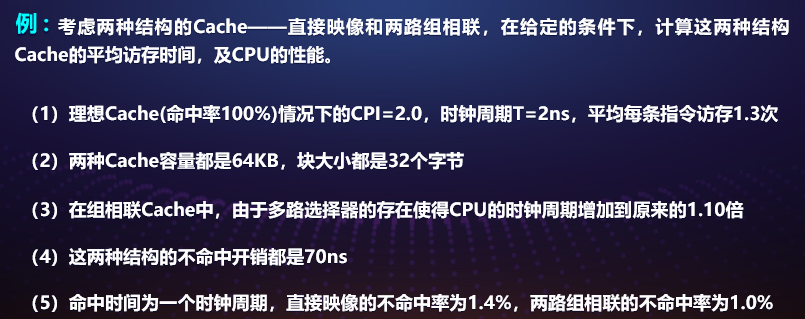 例：考虑两种结构的Cache——直接映像和两路组相联，在给定的条件下，计算这两种结构
Cache的平均访存时间，及CPU的性能。
（1）理想Cache(命中率100%)情况下的CPI=2.0，时钟周期T=2ns，平均每条指令访存1.3次
（2）两种Cache容量都是64KB，块大小都是32个字节
（3）在组相联Cache中，由于多路选择器的存在使得CPU的时钟周期增加到原来的1.10倍
（4）这两种结构的不命中开销都是70ns
（5）命中时间为一个时钟周期，直接映像的不命中率为1.4%，两路组相联的不命中率为1.0%